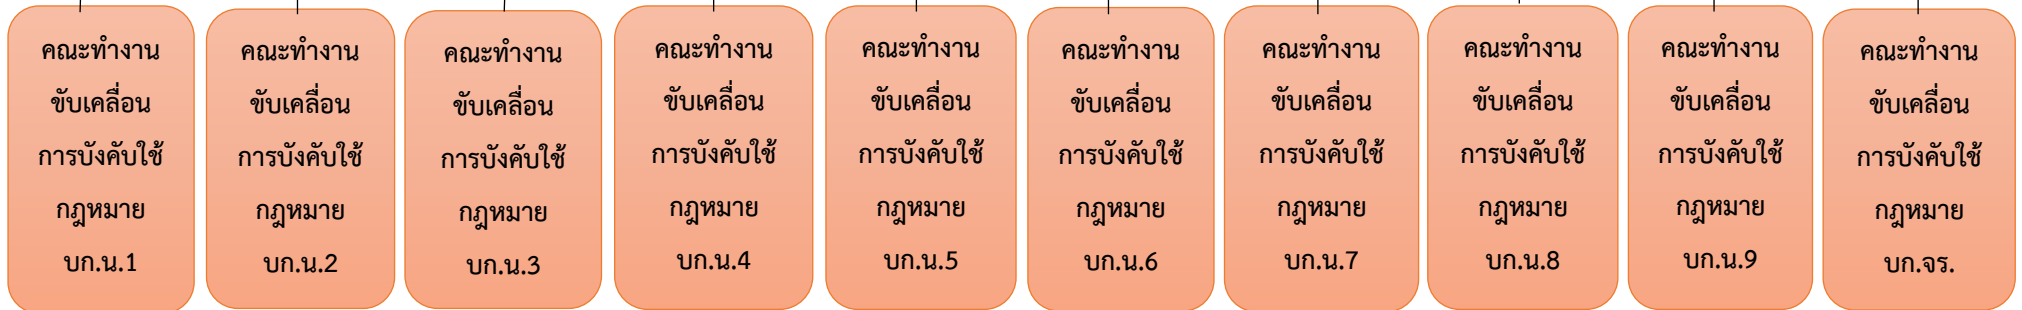 คณะทำงาน
ขับเคลื่อน
การบังคับใช้
กฎหมาย
บก.น.1
คณะทำงาน
ขับเคลื่อน
การบังคับใช้
กฎหมาย
บก.น.2
คณะทำงาน
ขับเคลื่อน
การบังคับใช้
กฎหมาย
บก.น.3
คณะทำงาน
ขับเคลื่อน
การบังคับใช้
กฎหมาย
บก.น.4
คณะทำงาน
ขับเคลื่อน
การบังคับใช้
กฎหมาย
บก.น.5
คณะทำงาน
ขับเคลื่อน
การบังคับใช้
กฎหมาย
บก.น.6
คณะทำงาน
ขับเคลื่อน
การบังคับใช้
กฎหมาย
บก.น.7
คณะทำงาน
ขับเคลื่อน
การบังคับใช้
กฎหมาย
บก.น.8
คณะทำงาน
ขับเคลื่อน
การบังคับใช้
กฎหมาย
บก.น.9
คณะทำงาน
ขับเคลื่อน
การบังคับใช้
กฎหมาย
บก.จร.